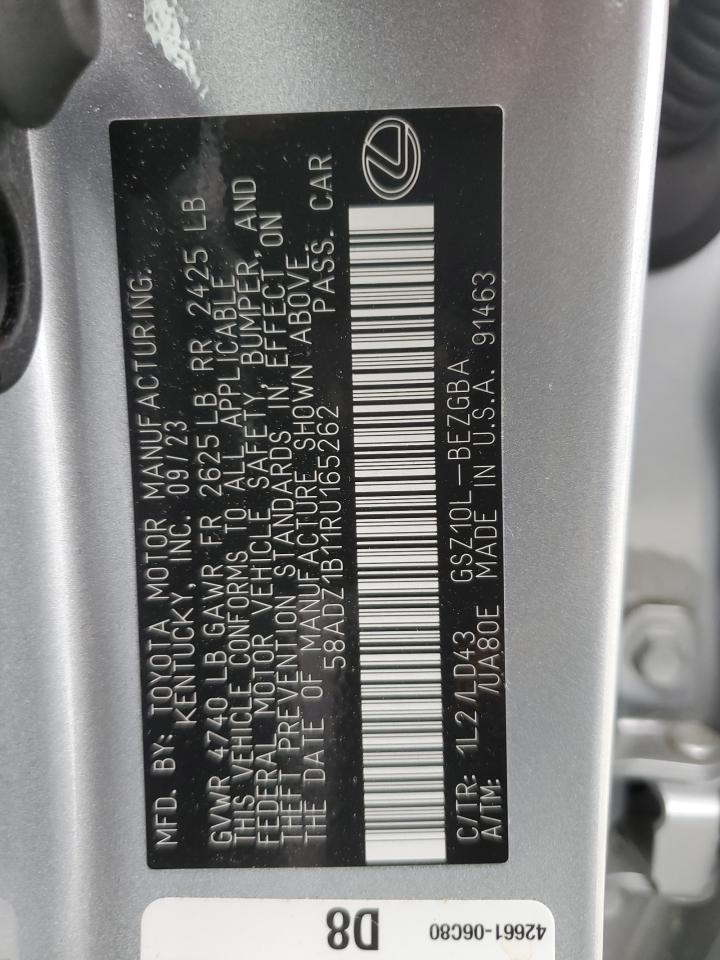 MFD. BY: TOYOTA MOTOR MANUFACTURING.
KENTUCKY, INC. 09/23
GVWR 4740 LB GAWR FR 2625 LB RR 2425 LB
THIS VEHICLE CONFORMS TO ALL APPLICABLE
FEDERAL MOTOR VEHICLE SAFETY, BUMPER, AND
THEFT PREVENTION STANDARDS IN EFFECT ON
THE DATE OF MANUFACTURE SHOWN ABOVE.
58ADZ1B11RU165262 PASS. CAR
C/TR: 1L2/LD43 GSZ10L-BEZGBA
A/TM: /UA80E MADE IN U.S.A. 91463
D8
42661-06C80